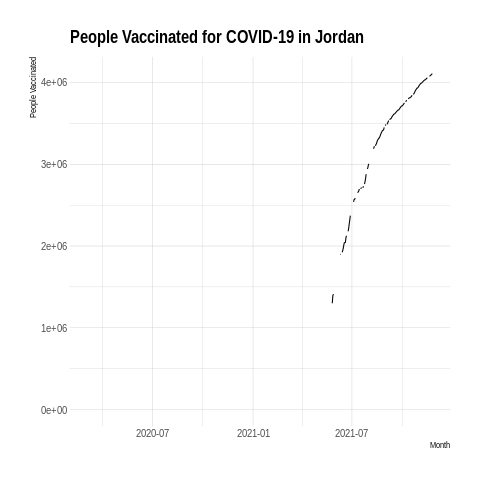 People Vaccinated for COVID-19 in Jordan
People Vaccinated
4e+06
3e+06
2e+06
1e+06
0e+00
2020-07 2021-01 2021-07
Month